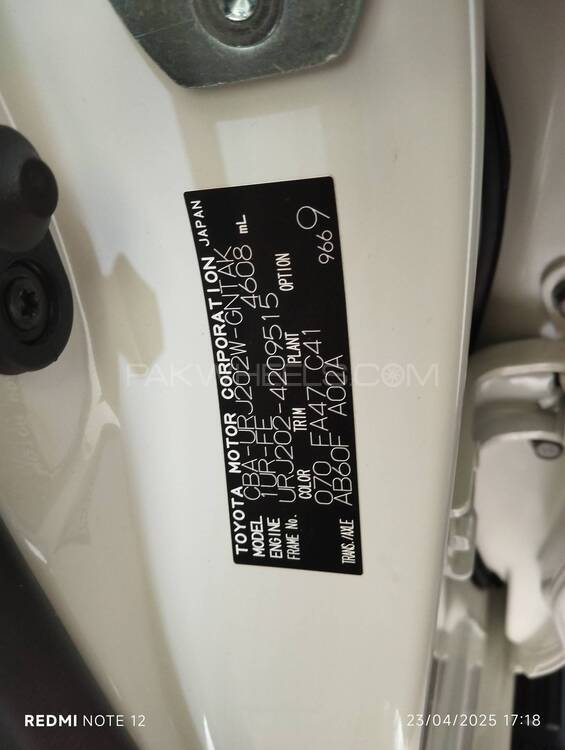 TOYOTA MOTOR CORPORATION JAPAN
MODEL CBA-URJ202W-GNTAK
ENGINE 1UR-FE 4608 mL
FRAME No. URJ202-4209515
COLOR TRIM PLANT OPTION
070 FA47 C41
TRANS./AXLE AB60F A02A 966 9
PAKWHEELS.COM
REDMI NOTE 12
23/04/2025 17:18